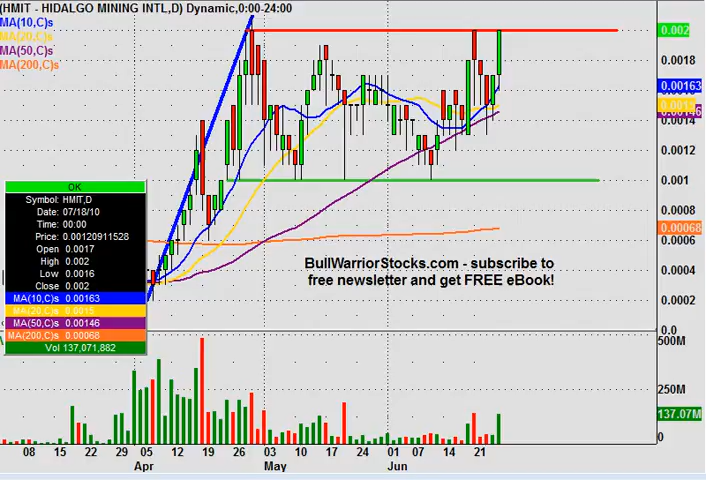 (HMIT - HIDALGO MINING INTL,D) Dynamic,0:00-24:00
MA(10,C)s
MA(20,C)s
MA(50,C)s
MA(200,C)s
0.002
0.0018
0.00163
0.0015
0.00146
0.0014
0.001
0.0008
0.00068
0.0006
0.0004
0.0002
0.0
OK
Symbol: HMIT,D
Date: 07/18/10
Time: 00:00
Price: 0.00120911528
Open 0.0017
High 0.002
Low 0.0016
Close 0.002
MA(10,C)s 0.00163
MA(20,C)s 0.0015
MA(50,C)s 0.00146
MA(200,C)s 0.00068
Vol 137,071,882
BullWarriorStocks.com - subscribe to
free newsletter and get FREE eBook!
500M
250M
137.07M
0
08 15 22 29 05 12 19 26 03 10 17 24 01 07 14 21
Apr May Jun